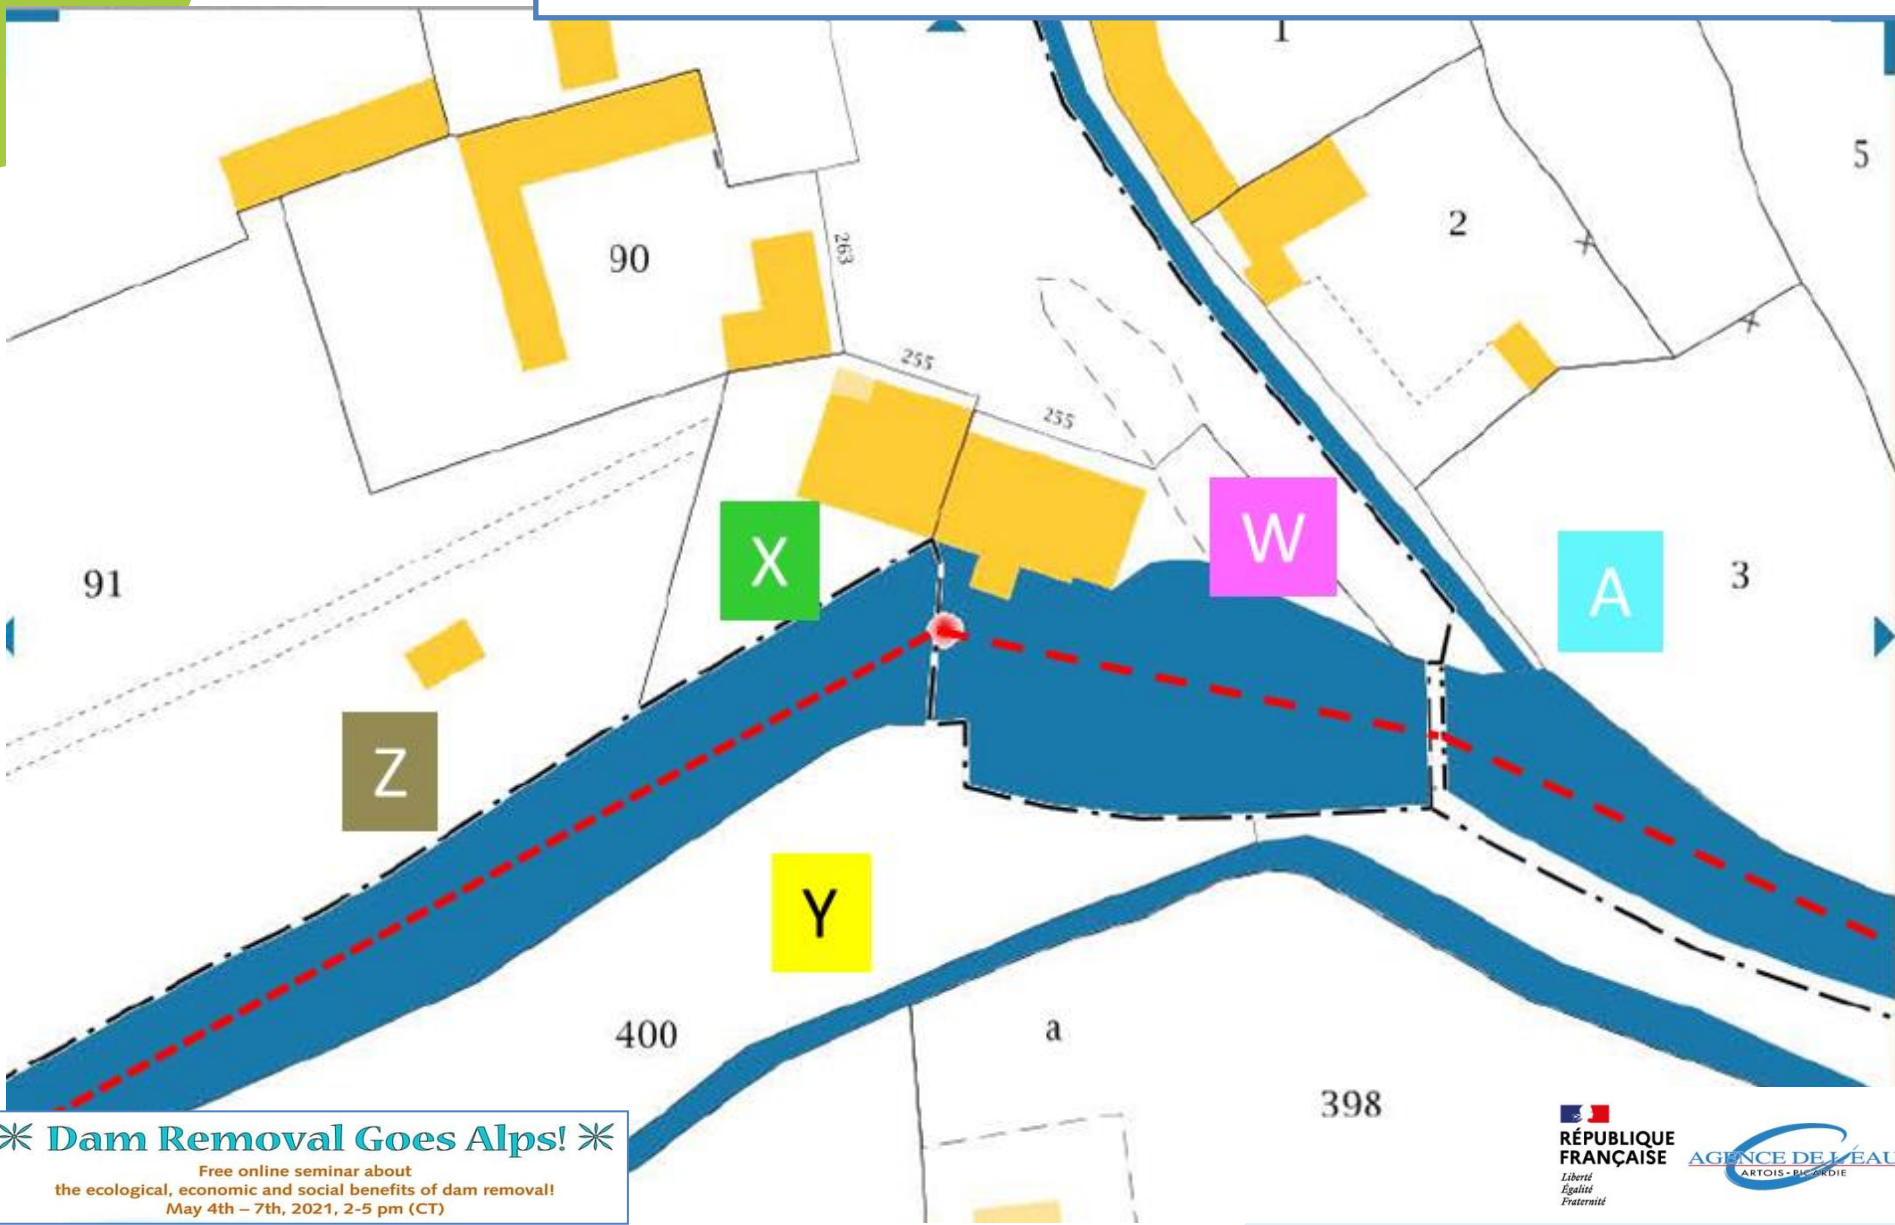 1
5
2
90
263
255
255
W
X
A
3
91
Z
Y
400
a
398
Dam Removal Goes Alps!
Free online seminar about
the ecological, economic and social benefits of dam removal!
May 4th – 7th, 2021, 2-5 pm (CT)
RÉPUBLIQUE
FRANÇAISE
Liberté
Égalité
Fraternité
AGENCE DE L'EAU
ARTOIS - PICARDIE